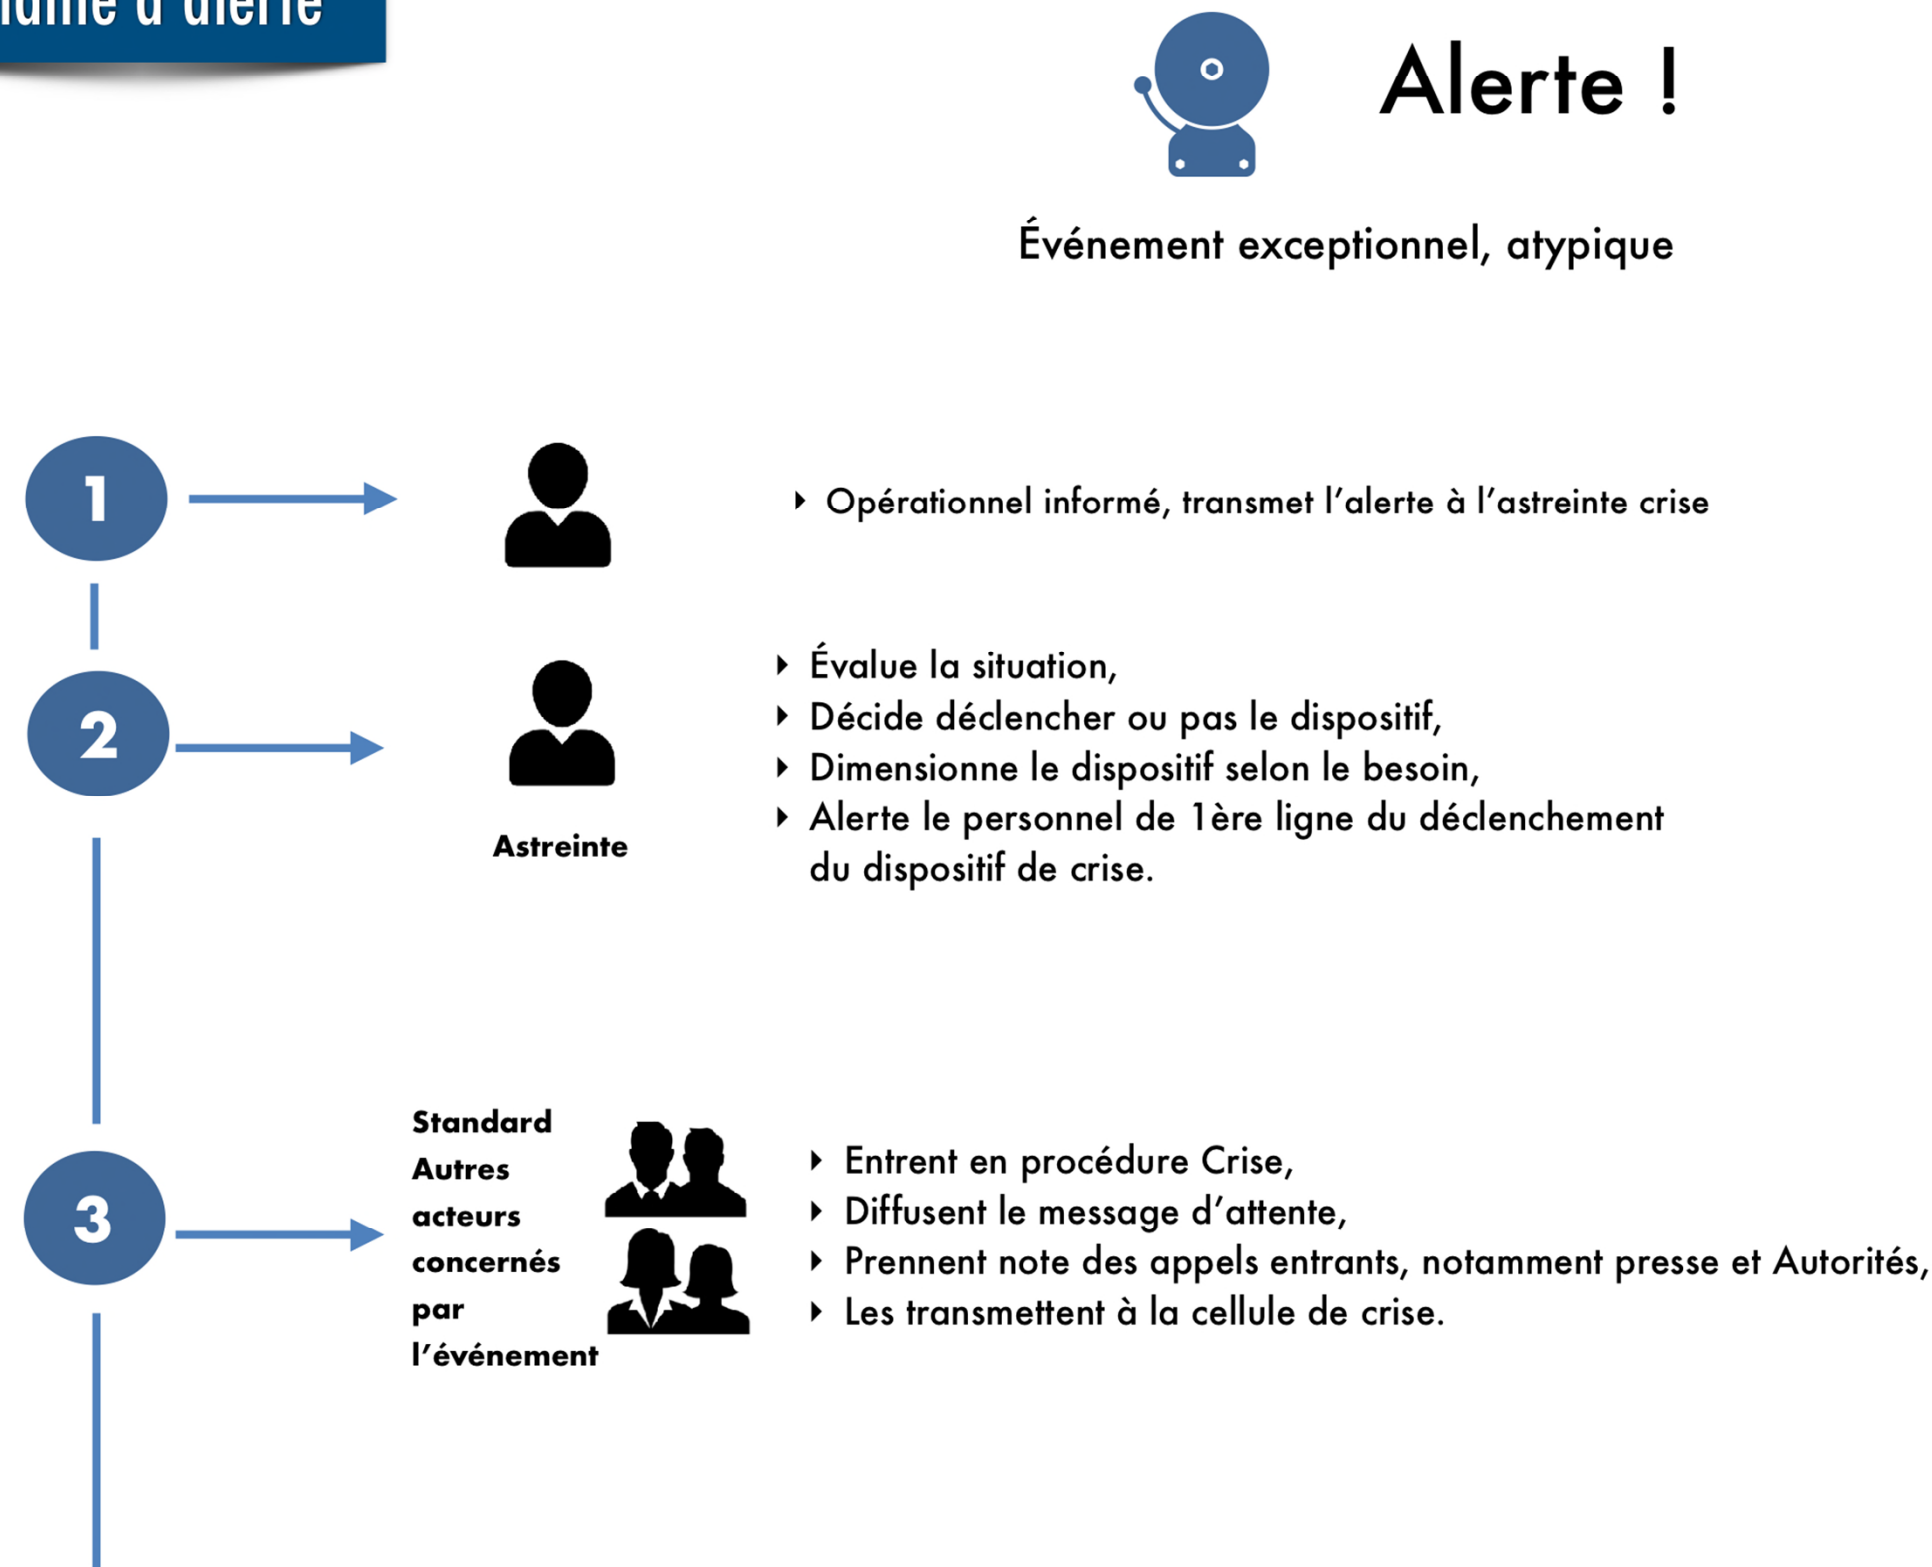 d'alerte
Alerte !
Événement exceptionnel, atypique
1
‣ Opérationnel informé, transmet l'alerte à l'astreinte crise
2
Astreinte
‣ Évalue la situation,
‣ Décide déclencher ou pas le dispositif,
‣ Dimensionne le dispositif selon le besoin,
‣ Alerte le personnel de 1ère ligne du déclenchement
du dispositif de crise.
3
Standard
Autres
acteurs
concernés
par
l'événement
‣ Entrent en procédure Crise,
‣ Diffusent le message d'attente,
‣ Prennent note des appels entrants, notamment presse et Autorités,
‣ Les transmettent à la cellule de crise.